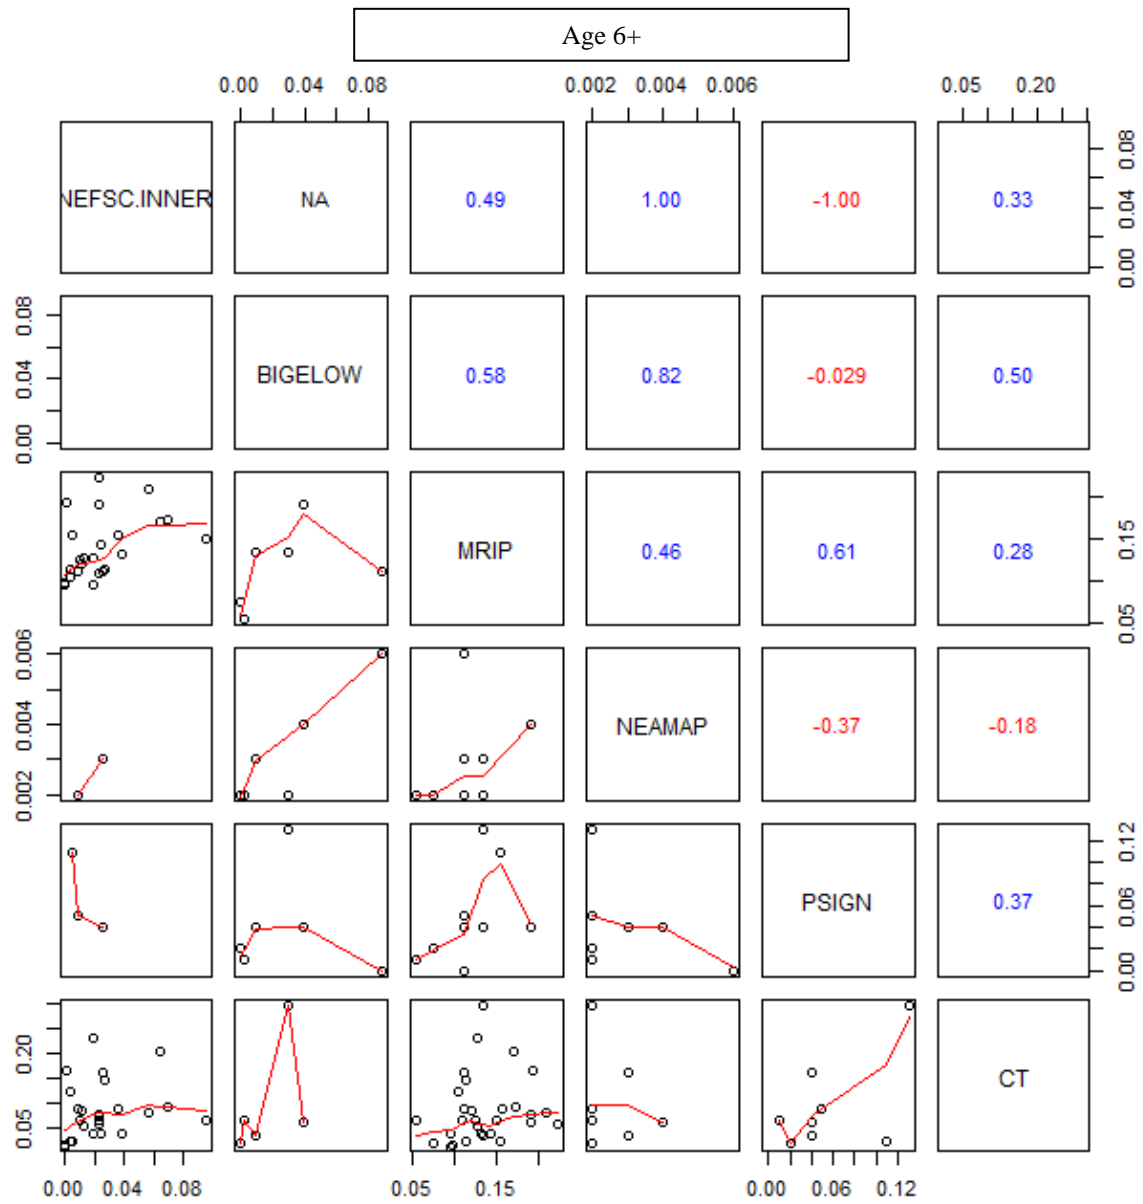 Age 6+
0.00 0.04 0.08 0.002 0.004 0.006 0.05 0.20
NEFSC.INNER NA 0.49 1.00 -1.00 0.33
0.00 0.04 0.08
0.00 0.04 0.08
BIGELOW 0.58 0.82 -0.029 0.50
MRIP 0.46 0.61 0.28
0.05 0.15
0.002 0.004 0.006
NEAMAP -0.37 -0.18
PSIGN 0.37
0.00 0.06 0.12
0.05 0.20
CT
0.00 0.04 0.08 0.05 0.15 0.00 0.06 0.12